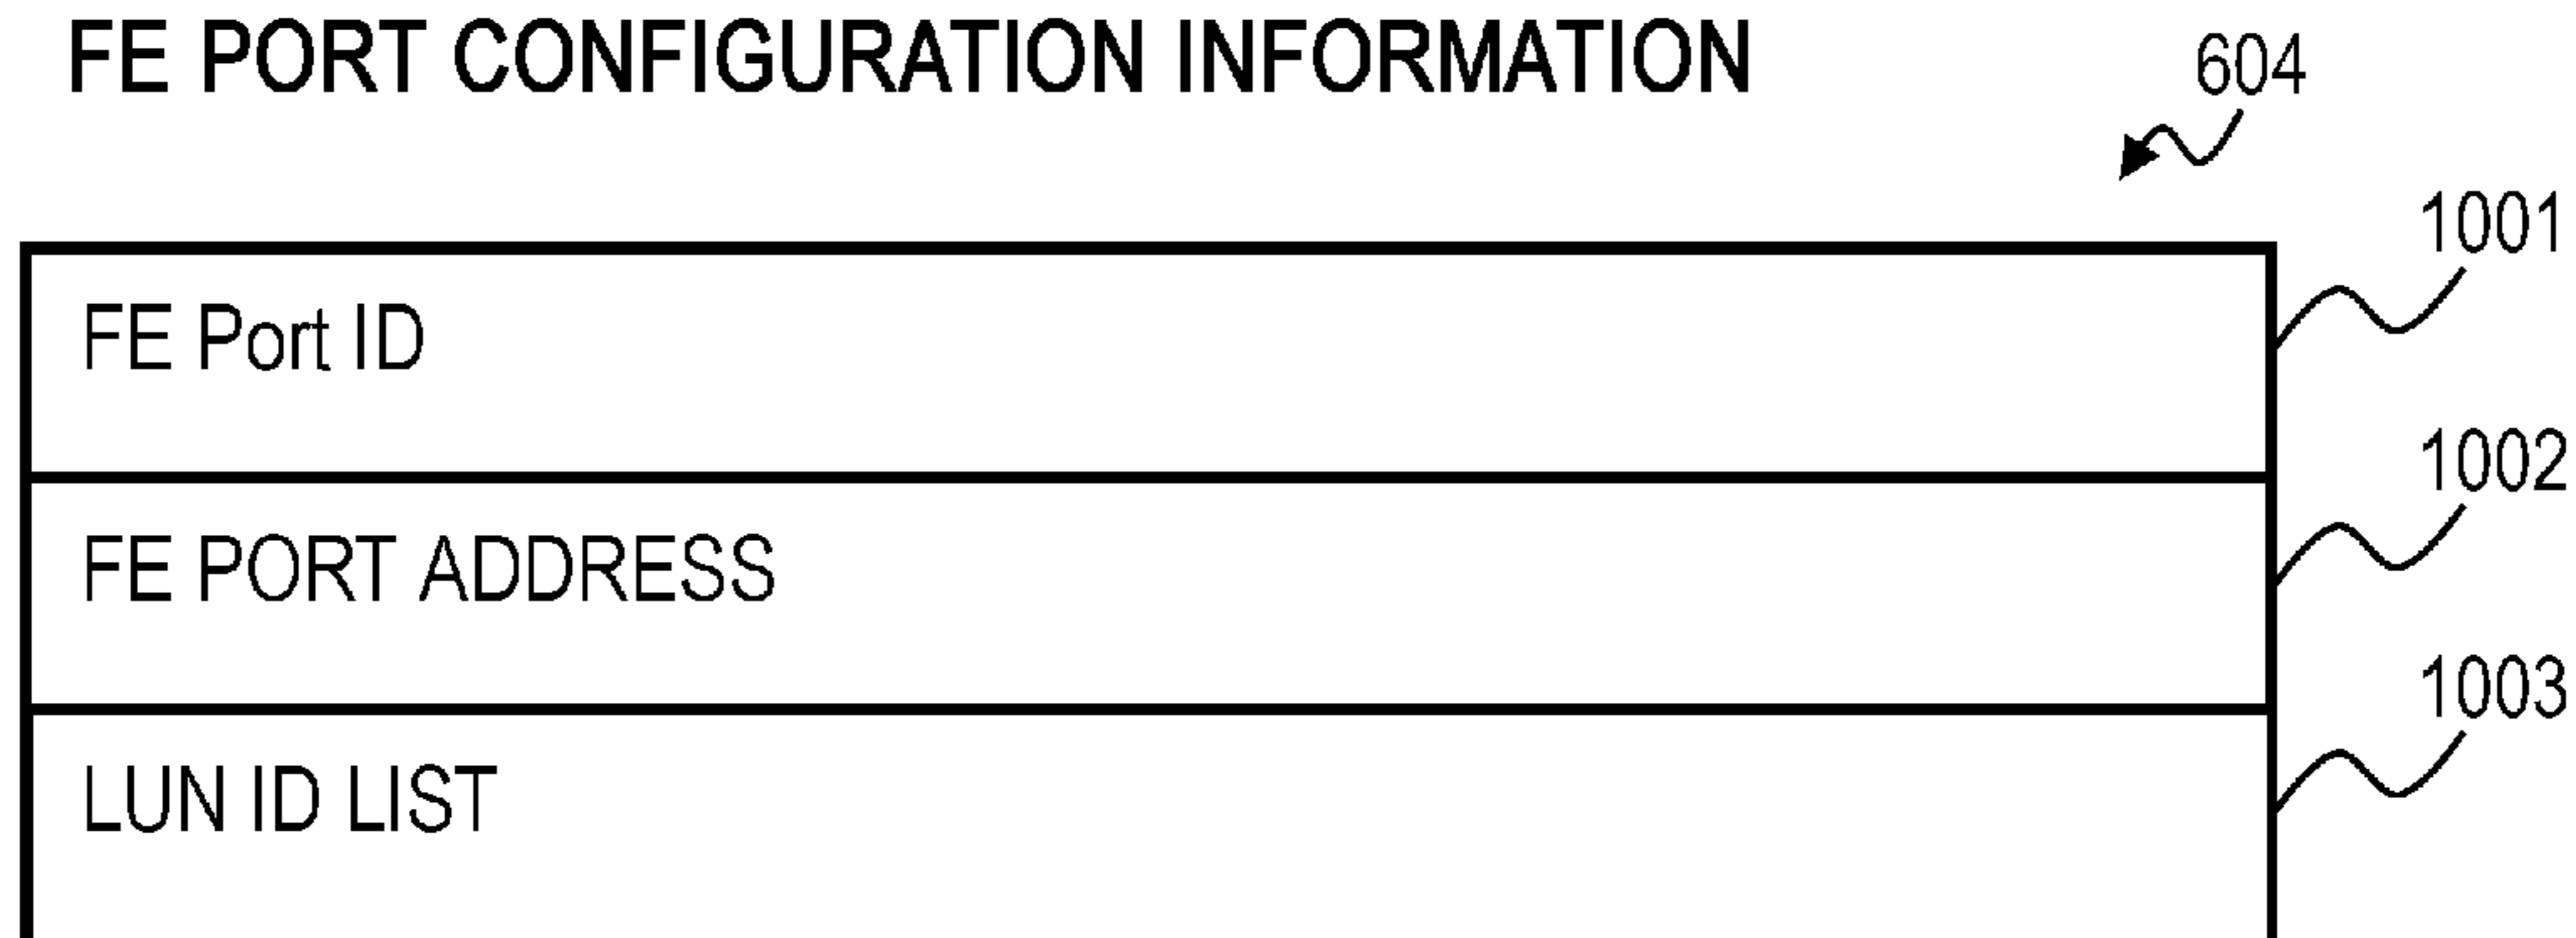 FE PORT CONFIGURATION INFORMATION
604
1001
FE Port ID
1002
FE PORT ADDRESS
1003
LUN ID LIST